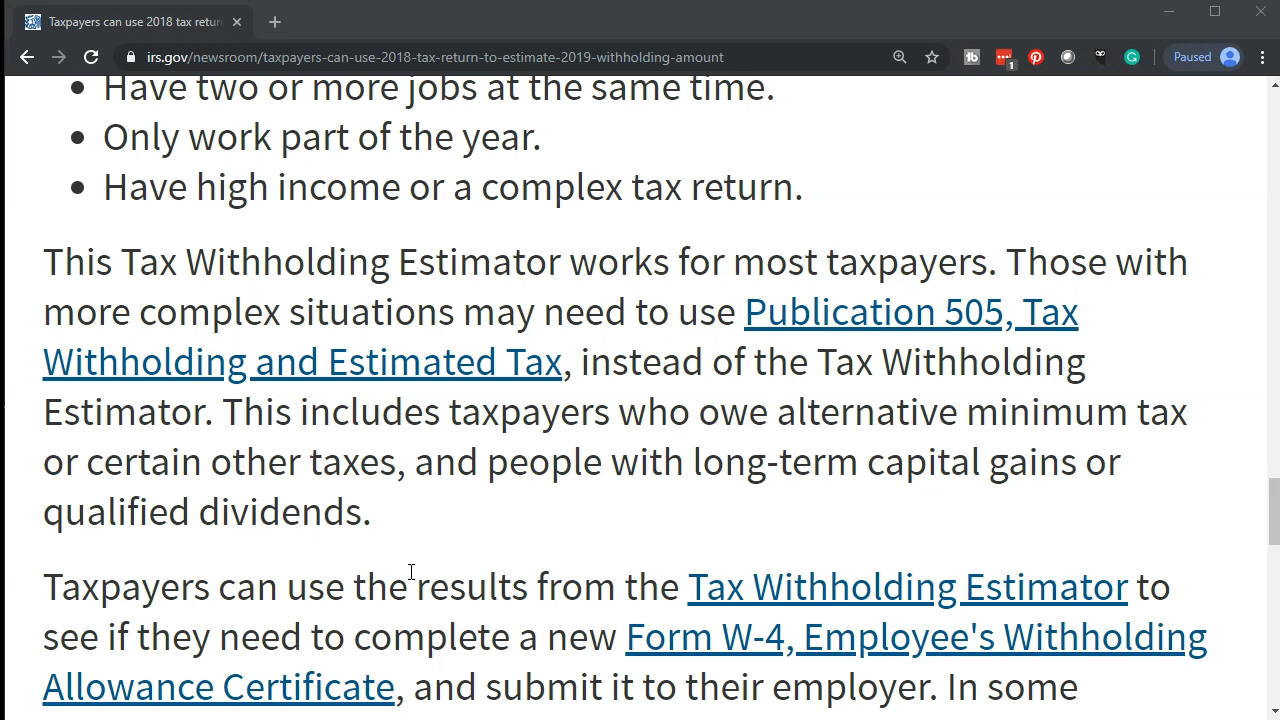 Taxpayers can use 2018 tax retur
irs.gov/newsroom/taxpayers-can-use-2018-tax-return-to-estimate-2019-withholding-amount
tb
1
Paused
• Have two or more jobs at the same time.
• Only work part of the year.
• Have high income or a complex tax return.
This Tax Withholding Estimator works for most taxpayers. Those with
more complex situations may need to use Publication 505, Tax
Withholding and Estimated Tax, instead of the Tax Withholding
Estimator. This includes taxpayers who owe alternative minimum tax
or certain other taxes, and people with long-term capital gains or
qualified dividends.
Taxpayers can use the results from the Tax Withholding Estimator to
see if they need to complete a new Form W-4, Employee's Withholding
Allowance Certificate, and submit it to their employer. In some